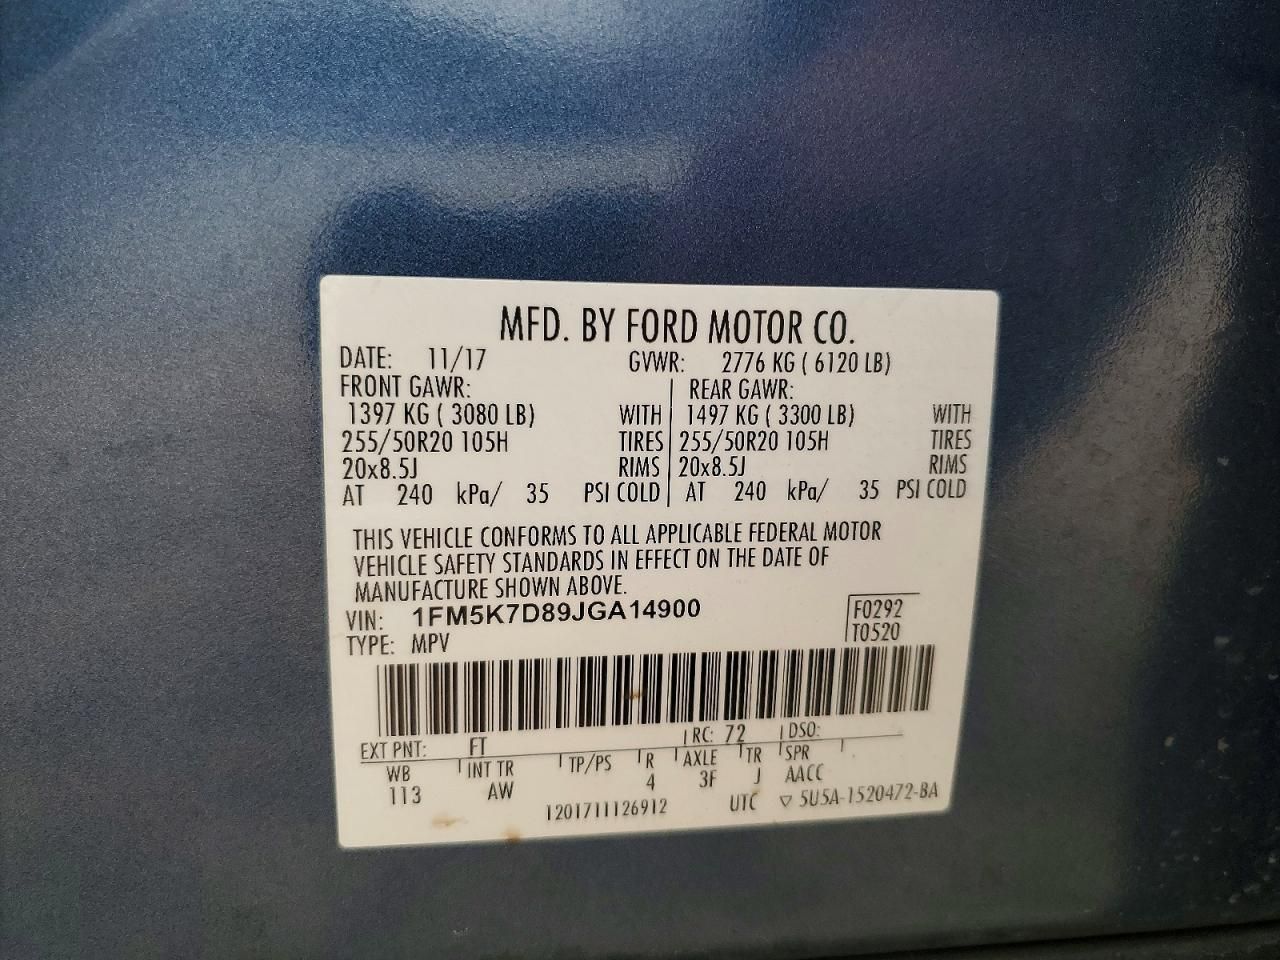 MFD. BY FORD MOTOR CO.
DATE: 11/17 GVWR: 2776 KG ( 6120 LB)
FRONT GAWR: REAR GAWR:
1397 KG ( 3080 LB) WITH 1497 KG ( 3300 LB) WITH
255/50R20 105H TIRES 255/50R20 105H TIRES
20x8.5J RIMS 20x8.5J RIMS
AT 240 kPa/ 35 PSI COLD AT 240 kPa/ 35 PSI COLD
THIS VEHICLE CONFORMS TO ALL APPLICABLE FEDERAL MOTOR
VEHICLE SAFETY STANDARDS IN EFFECT ON THE DATE OF
MANUFACTURE SHOWN ABOVE.
VIN: 1FM5K7D89JGA14900 F0292
TYPE: MPV T0520
EXT PNT: FT RC: 72 DSO:
WB INT TR TP/PS R AXLE TR SPR
113 AW 4 3F J AACC
1201711126912 UTC ▽ 5U5A-1520472-BA